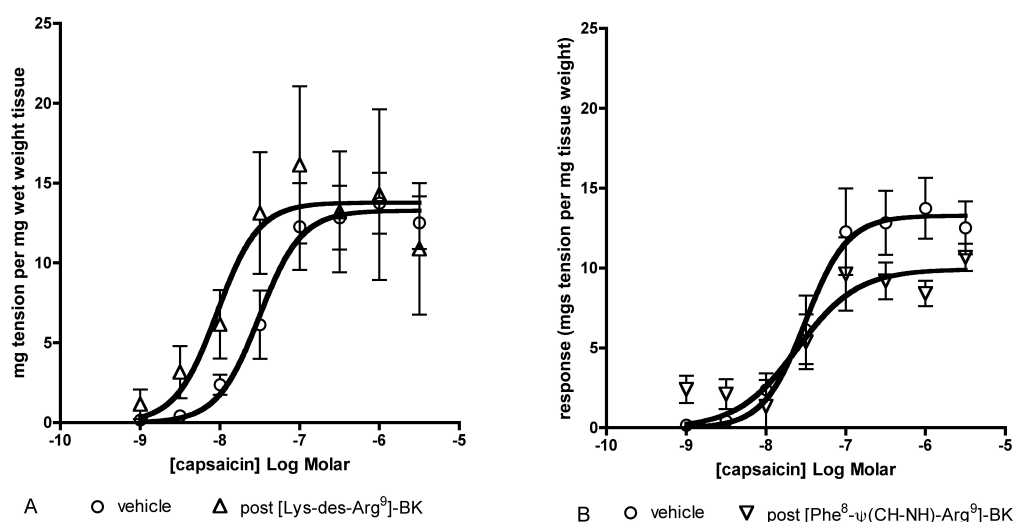 mg tension per mg wet weight tissue
25
20
15
10
5
0
-10
-9
-8
-7
-6
-5
[capsaicin] Log Molar
A
vehicle
post [Lys-des-Arg⁹]-BK
response (mgs tension per mg tissue weight)
25
20
15
10
5
0
-10
-9
-8
-7
-6
-5
[capsaicin] Log Molar
B
vehicle
post [Phe⁸-ψ(CH-NH)-Arg⁹]-BK